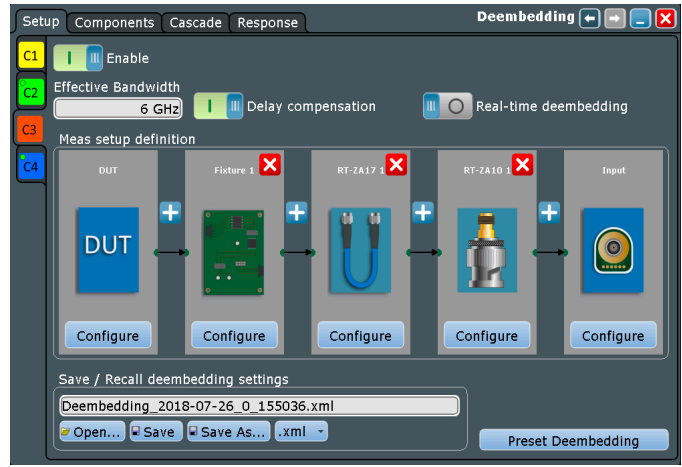 Setup Components Cascade Response Deembedding
C1
Enable
C2
Effective Bandwidth
6 GHz
Delay compensation
Real-time deembedding
C3
Meas setup definition
C4
DUT Fixture 1 RT-ZA17 1 RT-ZA10 1 Input
DUT
Configure Configure Configure Configure Configure
Save / Recall deembedding settings
Deembedding_2018-07-26_0_155036.xml
Open... Save Save As... .xml
Preset Deembedding